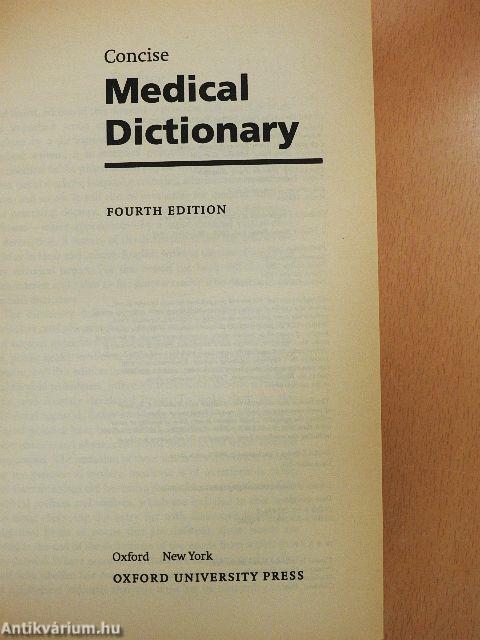 Concise
Medical
Dictionary
FOURTH EDITION
Oxford New York
OXFORD UNIVERSITY PRESS
Antikvárium.hu